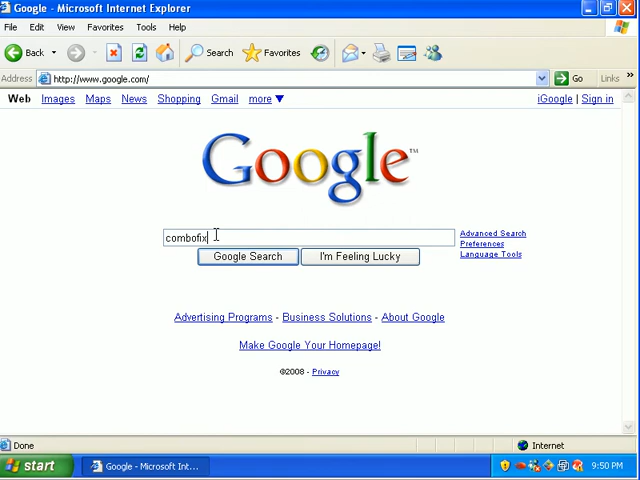 Google - Microsoft Internet Explorer
File Edit View Favorites Tools Help
Back Search Favorites
Address http://www.google.com/ Go Links »
Web Images Maps News Shopping Gmail more ▼ iGoogle | Sign in
Google™
combofix
Advanced Search
Preferences
Language Tools
Google Search I'm Feeling Lucky
Advertising Programs - Business Solutions - About Google
Make Google Your Homepage!
©2008 - Privacy
Done Internet
start Google - Microsoft Int... 9:50 PM